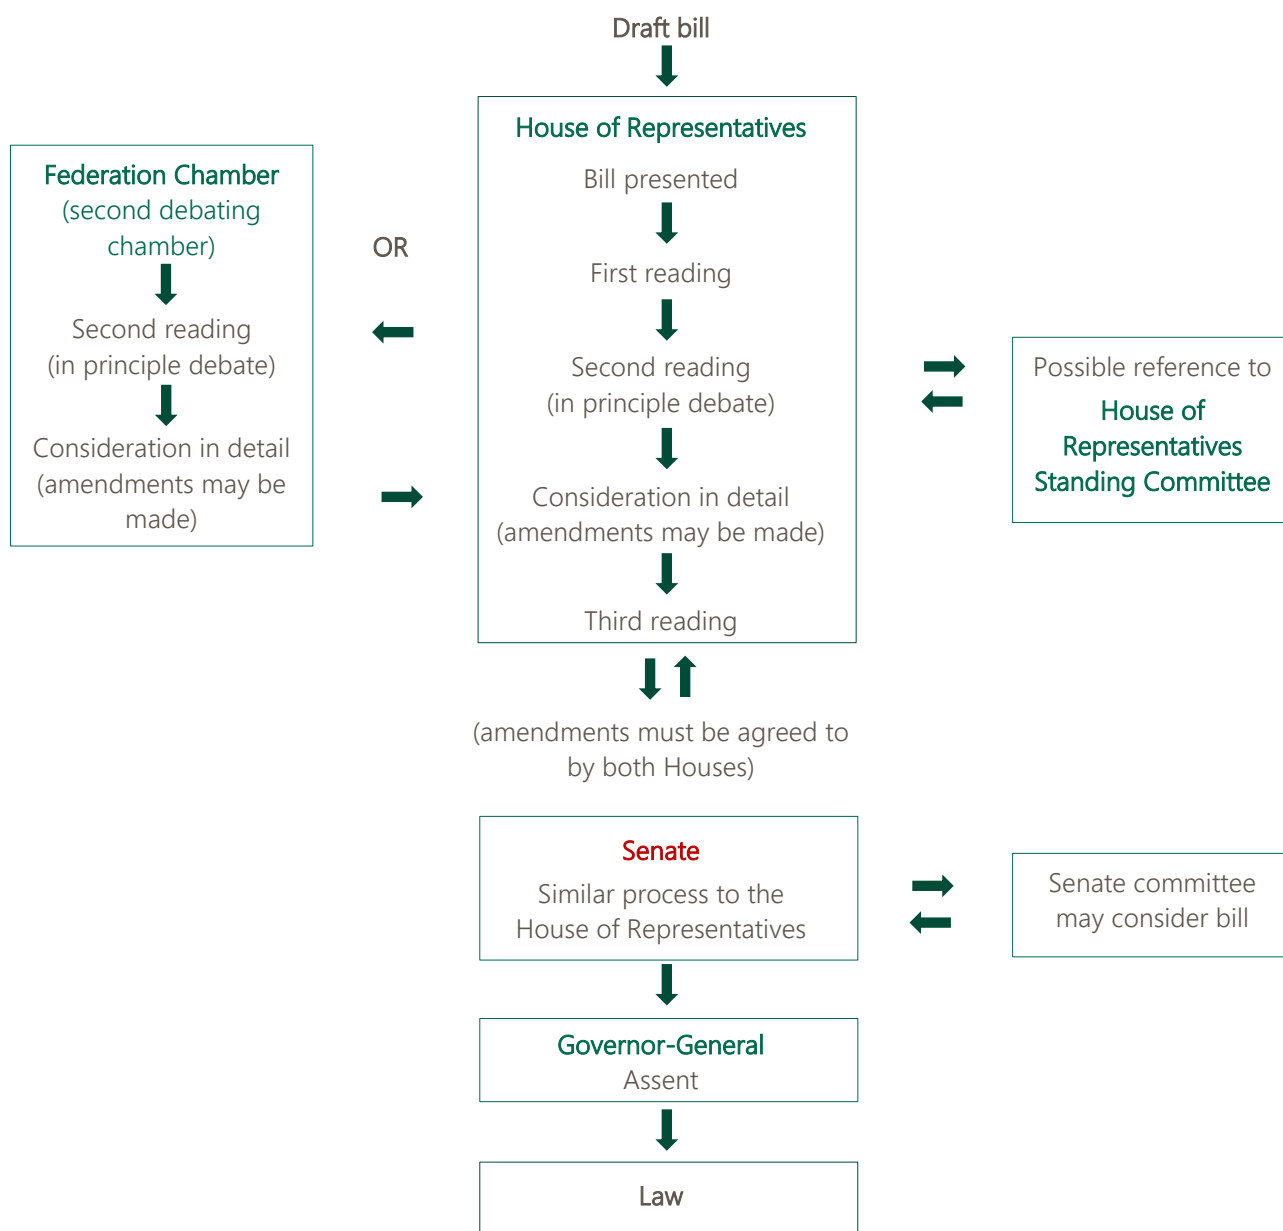 Draft bill
House of Representatives
Bill presented
First reading
Second reading
(in principle debate)
Consideration in detail
(amendments may be made)
Third reading
Federation Chamber
(second debating
chamber)
Second reading
(in principle debate)
Consideration in detail
(amendments may be
made)
OR
Possible reference to
House of
Representatives
Standing Committee
(amendments must be agreed to
by both Houses)
Senate
Similar process to the
House of Representatives
Senate committee
may consider bill
Governor-General
Assent
Law